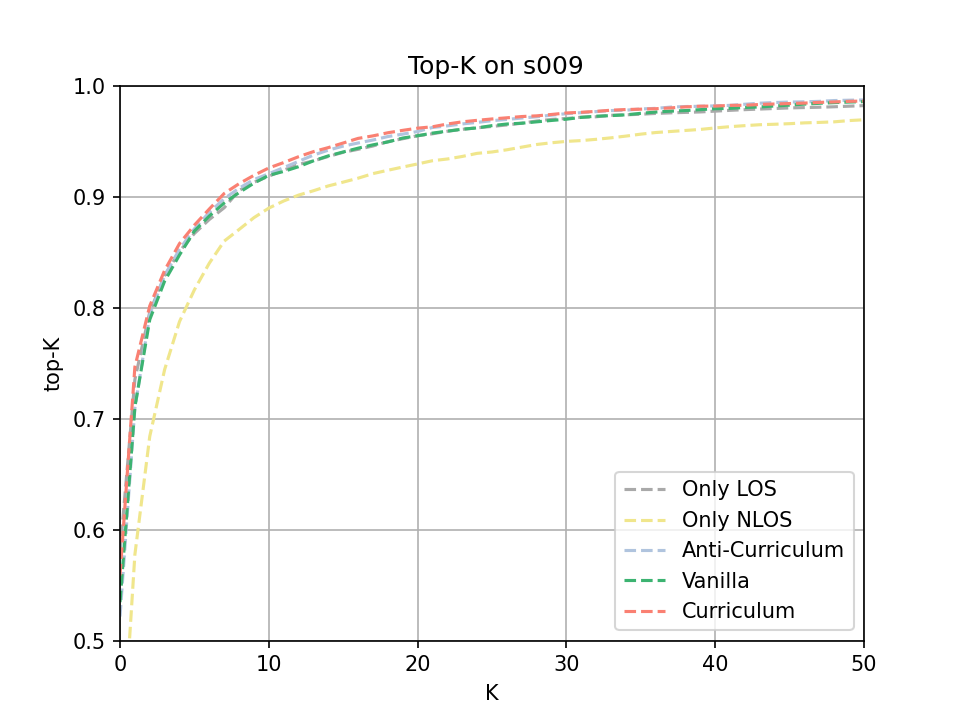 Top-K on s009
1.0
0.9
0.8
0.7
0.6
0.5
top-K
0 10 20 30 40 50
K
Only LOS
Only NLOS
Anti-Curriculum
Vanilla
Curriculum